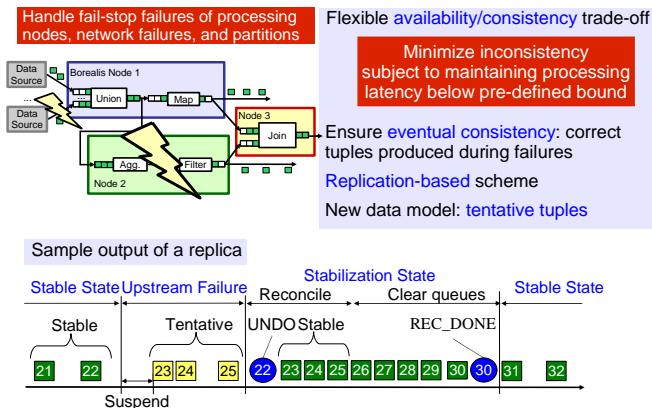 Handle fail-stop failures of processing
nodes, network failures, and partitions
Data
Source
...
Data
Source
Borealis Node 1
...
Union
Map
Node 3
Join
Agg.
Filter
Node 2
Flexible availability/consistency trade-off
Minimize inconsistency
subject to maintaining processing
latency below pre-defined bound
Ensure eventual consistency: correct
tuples produced during failures
Replication-based scheme
New data model: tentative tuples
Sample output of a replica
Stable State
Upstream Failure
Stabilization State
Stable State
Reconcile
Clear queues
Stable
Tentative
UNDO
Stable
REC_DONE
21 22 23 24 25 22 23 24 25 26 27 28 29 30 30 31 32
Suspend